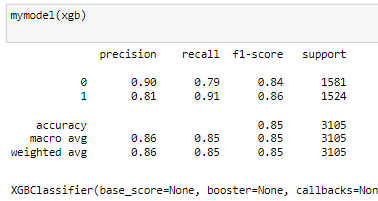 mymodel(xgb)
precision recall f1-score support
0 0.90 0.79 0.84 1581
1 0.81 0.91 0.86 1524
accuracy 0.85 3105
macro avg 0.86 0.85 0.85 3105
weighted avg 0.86 0.85 0.85 3105
XGBClassifier(base_score=None, booster=None, callbacks=Non